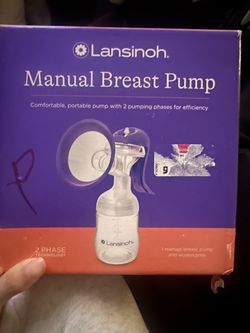 Lansinoh®
Manual Breast Pump
Comfortable, portable pump with 2 pumping phases for efficiency
P
Lansinoh
2 PHASE
TECHNOLOGY
1 manual breast pump
and accessories